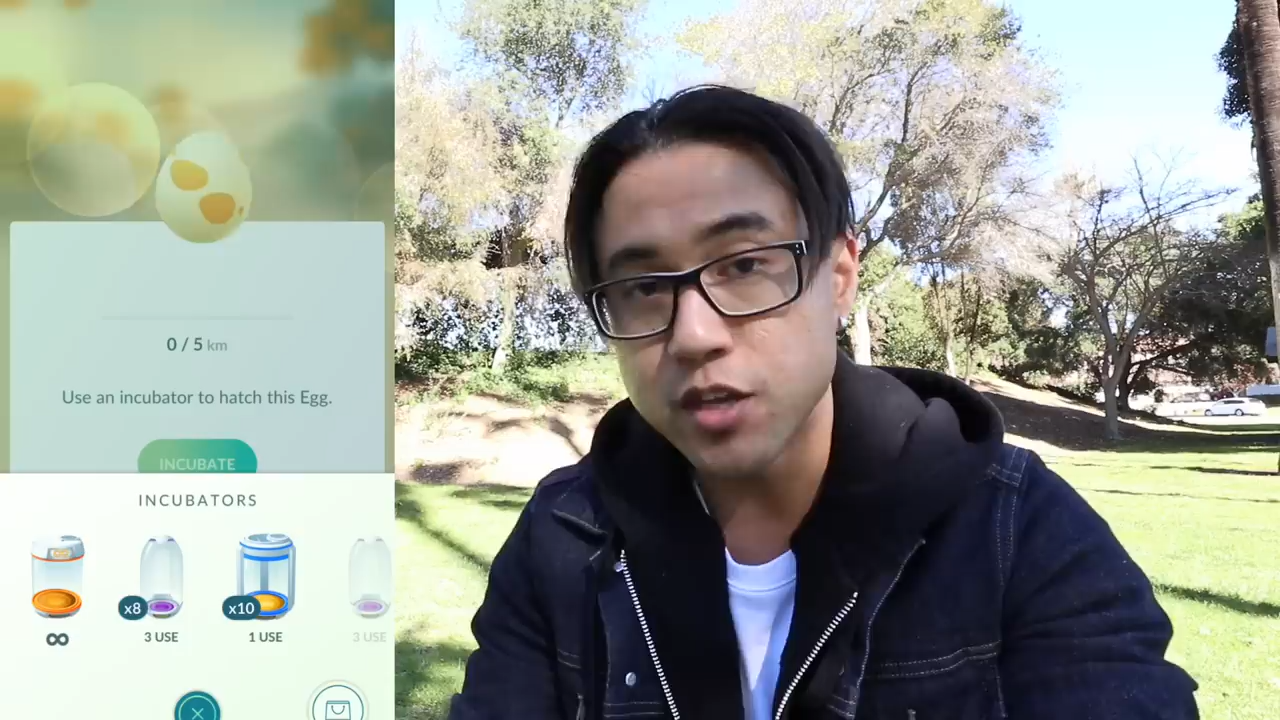 0 / 5 km
Use an incubator to hatch this Egg.
INCUBATE
INCUBATORS
x8
x10
∞
3 USE
1 USE
3 USE